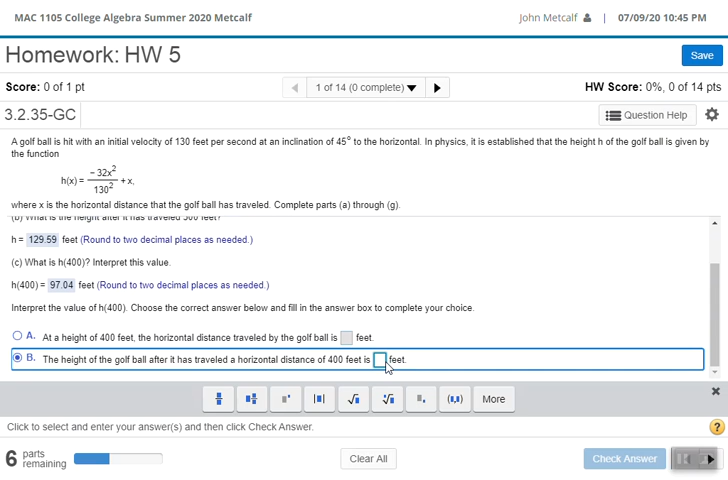 MAC 1105 College Algebra Summer 2020 Metcalf
John Metcalf | 07/09/20 10:45 PM
Homework: HW 5
Save
Score: 0 of 1 pt
1 of 14 (0 complete)
HW Score: 0%, 0 of 14 pts
3.2.35-GC
Question Help
A golf ball is hit with an initial velocity of 130 feet per second at an inclination of 45° to the horizontal. In physics, it is established that the height h of the golf ball is given by
the function
h(x) = −32x² / 130² + x,
where x is the horizontal distance that the golf ball has traveled. Complete parts (a) through (g).
(b) What is the height after it has traveled 300 feet?
h = 129.59 feet (Round to two decimal places as needed.)
(c) What is h(400)? Interpret this value.
h(400) = 97.04 feet (Round to two decimal places as needed.)
Interpret the value of h(400). Choose the correct answer below and fill in the answer box to complete your choice.
A. At a height of 400 feet, the horizontal distance traveled by the golf ball is feet.
B. The height of the golf ball after it has traveled a horizontal distance of 400 feet is feet.
√ ∛ (,) More
Click to select and enter your answer(s) and then click Check Answer.
?
6 parts
remaining
Clear All
Check Answer